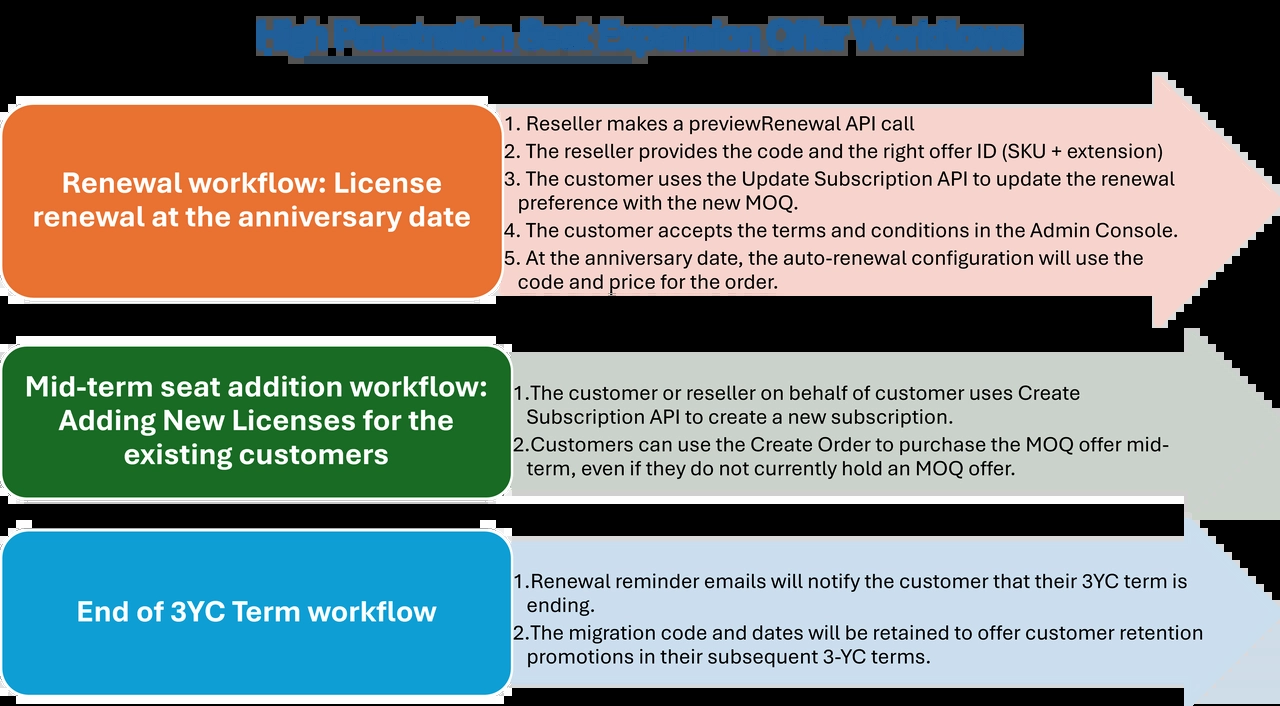 High Penetration Seat Expansion Offer Workflows
Renewal workflow: License
renewal at the anniversary date
1. Reseller makes a previewRenewal API call
2. The reseller provides the code and the right offer ID (SKU + extension)
3. The customer uses the Update Subscription API to update the renewal
preference with the new MOQ.
4. The customer accepts the terms and conditions in the Admin Console.
5. At the anniversary date, the auto-renewal configuration will use the
code and price for the order.
Mid-term seat addition workflow:
Adding New Licenses for the
existing customers
1.The customer or reseller on behalf of customer uses Create
Subscription API to create a new subscription.
2.Customers can use the Create Order to purchase the MOQ offer mid-
term, even if they do not currently hold an MOQ offer.
End of 3YC Term workflow
1.Renewal reminder emails will notify the customer that their 3YC term is
ending.
2.The migration code and dates will be retained to offer customer retention
promotions in their subsequent 3-YC terms.